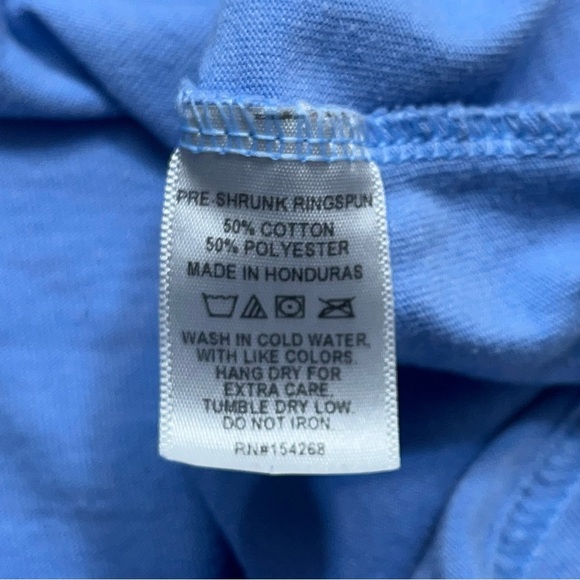 PRE-SHRUNK RINGSPUN
50% COTTON
50% POLYESTER
MADE IN HONDURAS
WASH IN COLD WATER,
WITH LIKE COLORS.
HANG DRY FOR
EXTRA CARE.
TUMBLE DRY LOW.
DO NOT IRON.
RN#154268